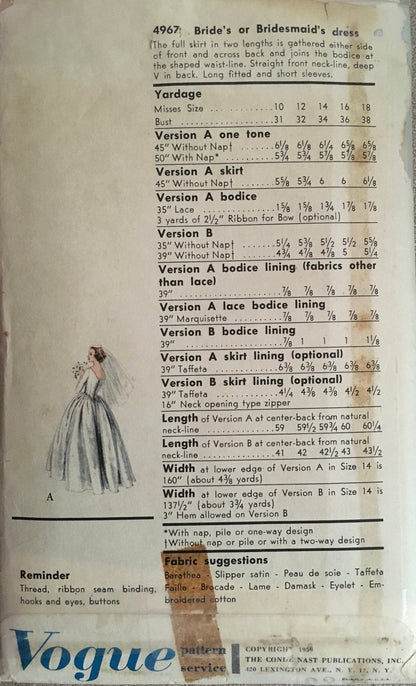 4967 Bride's or Bridesmaid's dress
The full skirt in two lengths is gathered either side
of front and across back and joins the bodice at
the shaped waist-line. Straight front neck-line, deep
V in back. Long fitted and short sleeves.
Yardage
Misses Size ........... 10 12 14 16 18
Bust ........... 31 32 34 36 38
Version A one tone
45" Without Nap† ....... 6⅛ 6⅛ 6¼ 6⅝ 6⅝
50" With Nap* ....... 5¾ 5¾ 5⅞ 5⅞ 5⅞
Version A skirt
45" Without Nap† ....... 5⅝ 5¾ 6 6 6⅛
Version A bodice
35" Lace ....... 1⅝ 1⅝ 1¾ 1⅞ 1⅞
3 yards of 2½" Ribbon for Bow (optional)
Version B
35" Without Nap† ....... 5¼ 5⅜ 5½ 5½ 5⅝
39" Without Nap† ....... 4¾ 4⅞ 4⅞ 5 5¼
Version A bodice lining (fabrics other
than lace)
39" ....... ⅞ ⅞ ⅞ ⅞ ⅞
Version A lace bodice lining
39" Marquisette ....... ⅞ ⅞ ⅞ ⅞ ⅞
Version B bodice lining
39" ....... ⅞ 1 1 1 1⅛
Version A skirt lining (optional)
39" Taffeta ....... 6⅜ 6⅜ 6⅜ 6⅜ 6⅜
Version B skirt lining (optional)
39" Taffeta ....... 4¼ 4⅜ 4⅜ 4½ 4½
16" Neck opening type zipper
Length of Version A at center-back from natural
neck-line ....... 59 59½ 59¾ 60 60¼
Length of Version B at center-back from natural
neck-line ....... 41 42 42½ 43 43½
Width at lower edge of Version A in Size 14 is
160" (about 4⅜ yards)
Width at lower edge of Version B in Size 14 is
137½" (about 3¾ yards)
3" Hem allowed on Version B
*With nap, pile or one-way design
†Without nap or pile or with a two-way design
Fabric suggestions
Barathea - Slipper satin - Peau de soie - Taffeta
Faille - Brocade - Lame - Damask - Eyelet - Em-
broidered cotton
A
Reminder
Thread, ribbon seam binding,
hooks and eyes, buttons
Vogue pattern service
COPYRIGHT 1959
THE CONDÉ NAST PUBLICATIONS, INC.
420 LEXINGTON AVE., N. Y. 17, N. Y.